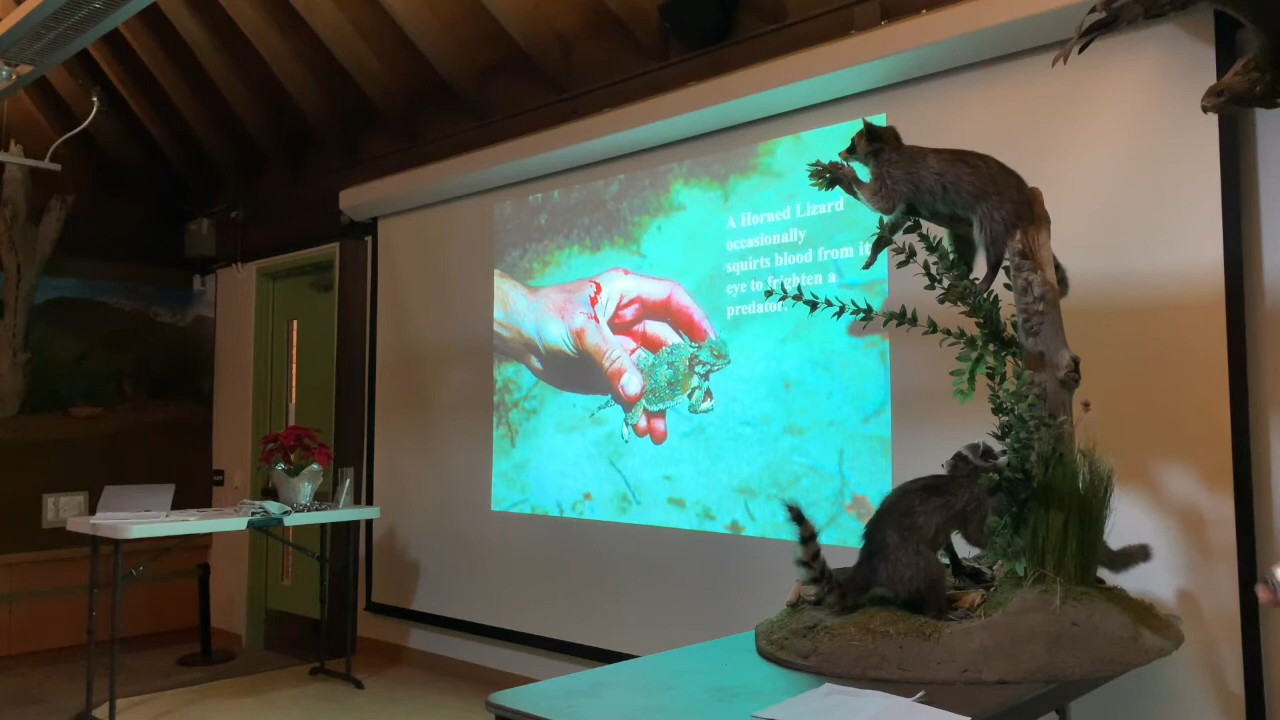 A Horned Lizard
occasionally
squirts blood from it
eye to frighten a
predator.